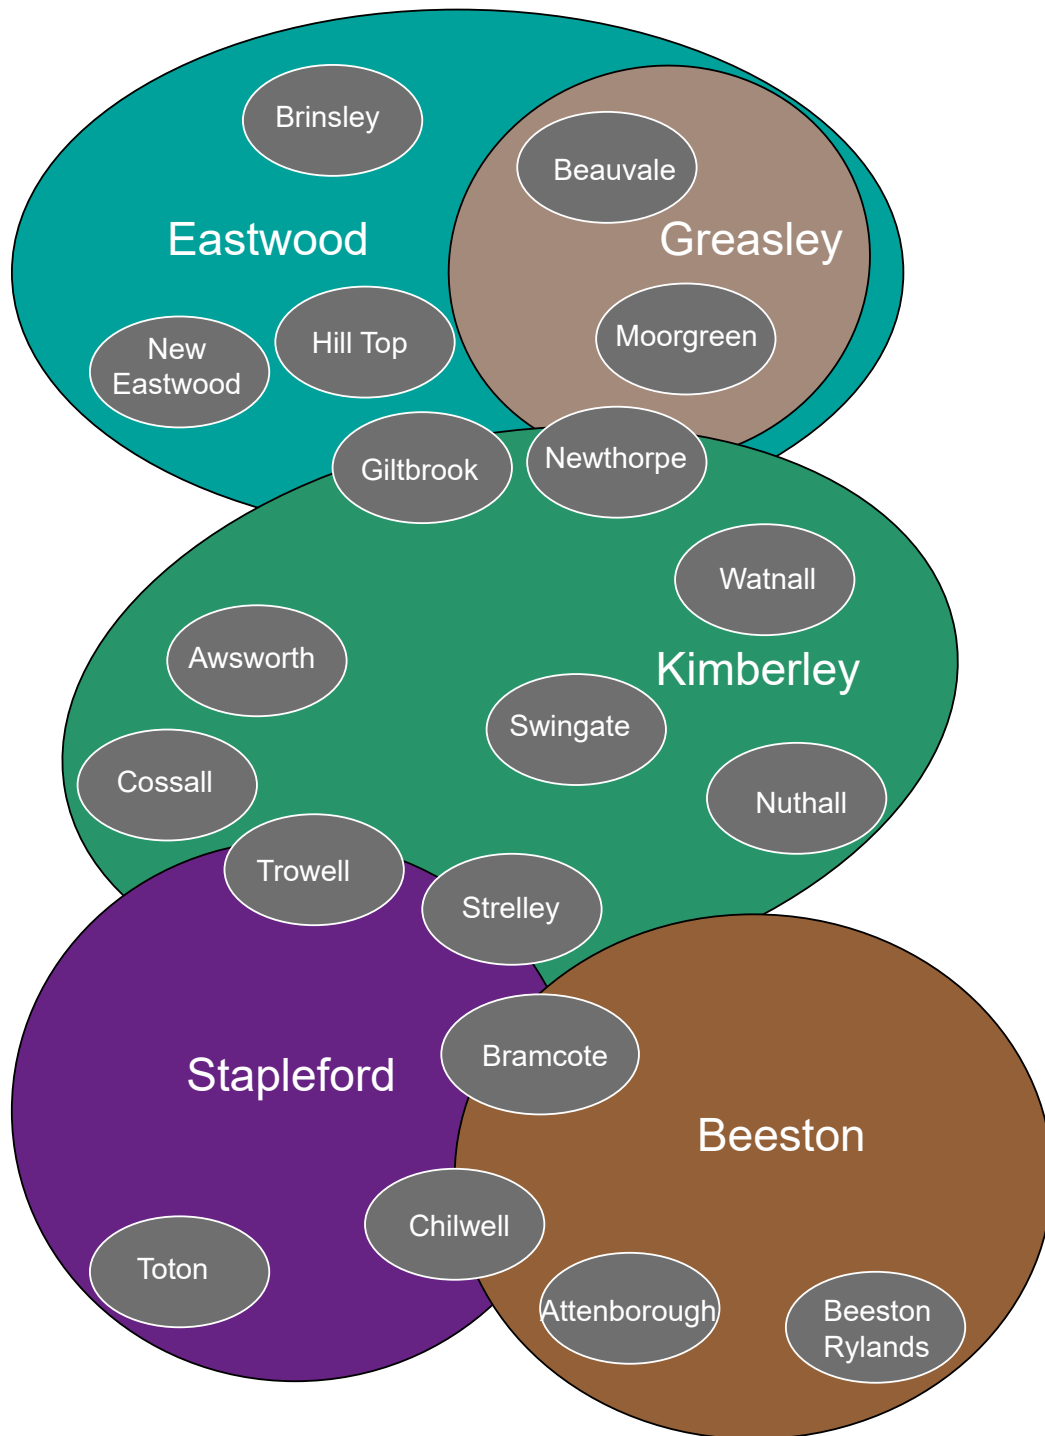 Brinsley
Beauvale
Eastwood
Greasley
Hill Top
Moorgreen
New
Eastwood
Giltbrook
Newthorpe
Watnall
Awsworth
Kimberley
Swingate
Cossall
Nuthall
Trowell
Strelley
Bramcote
Stapleford
Beeston
Chilwell
Toton
Attenborough
Beeston
Rylands